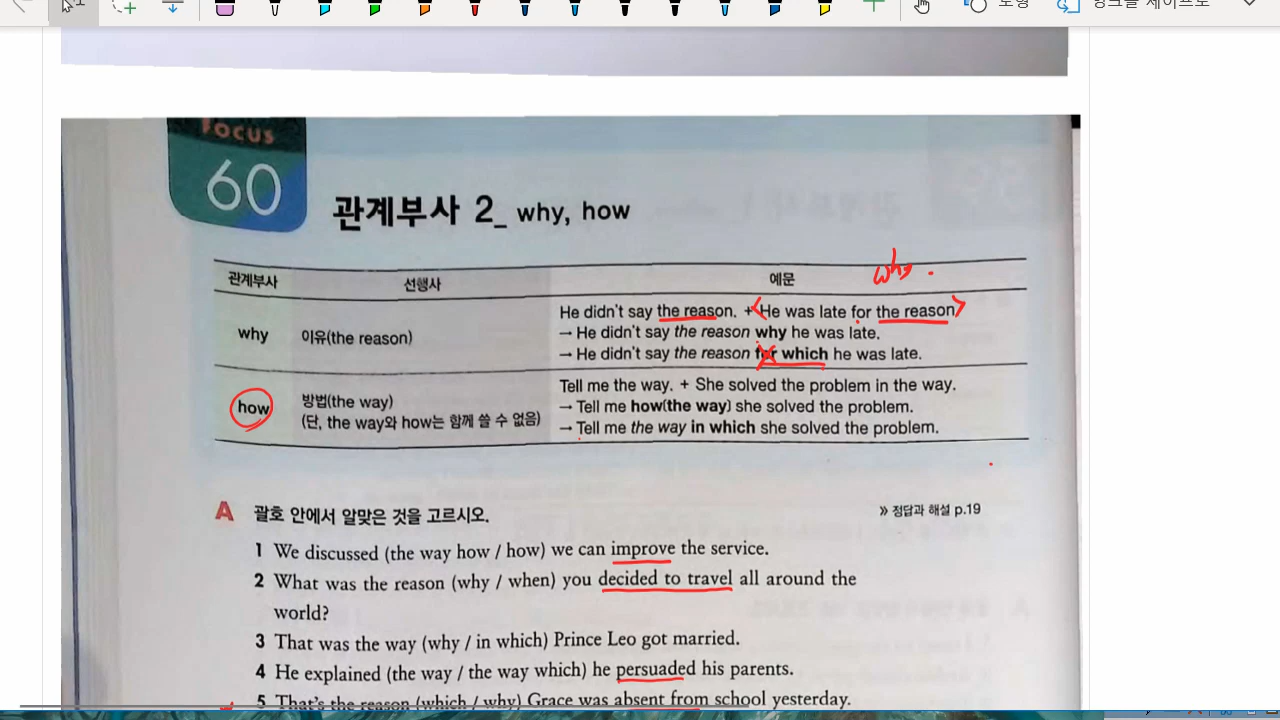 도형
잉크를 셰이프로
Focus
60
관계부사 2_ why, how
why
관계부사 선행사 예문
why
이유(the reason)
He didn't say the reason. + He was late for the reason.
→ He didn't say the reason why he was late.
→ He didn't say the reason for which he was late.
how
방법(the way)
(단, the way와 how는 함께 쓸 수 없음)
Tell me the way. + She solved the problem in the way.
→ Tell me how(the way) she solved the problem.
→ Tell me the way in which she solved the problem.
A 괄호 안에서 알맞은 것을 고르시오.
» 정답과 해설 p.19
1 We discussed (the way how / how) we can improve the service.
2 What was the reason (why / when) you decided to travel all around the
world?
3 That was the way (why / in which) Prince Leo got married.
4 He explained (the way / the way which) he persuaded his parents.
5 That's the reason (which / why) Grace was absent from school yesterday.